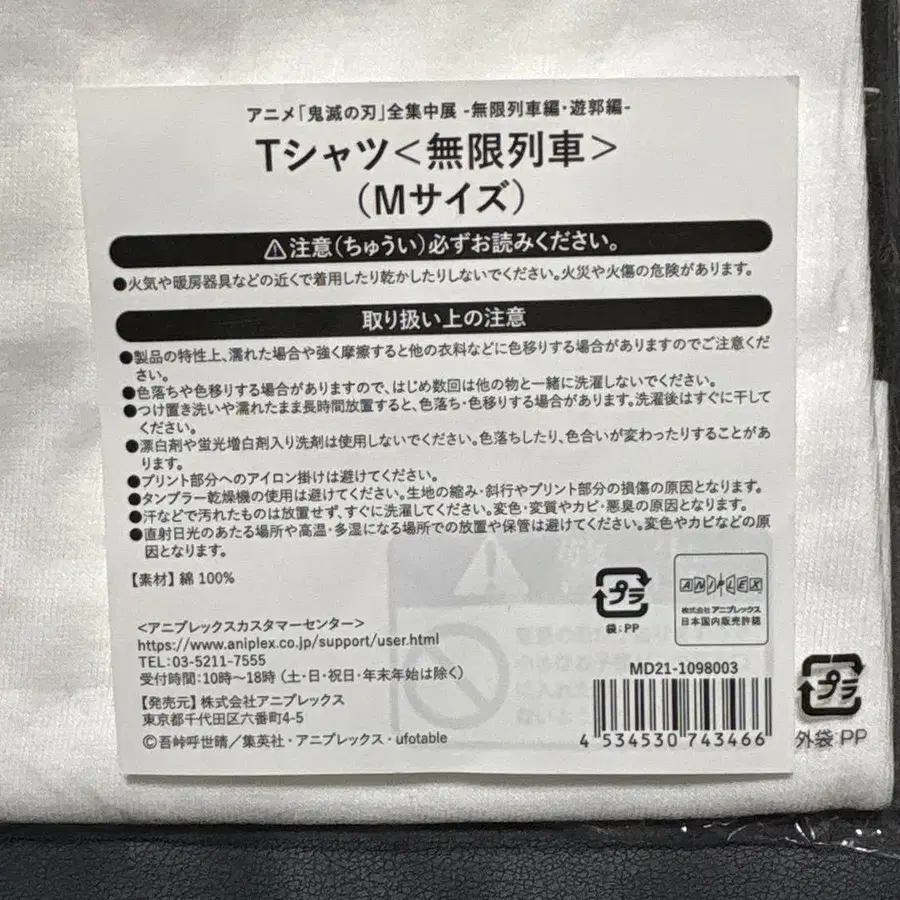 アニメ「鬼滅の刃」全集中展 -無限列車編・遊郭編-
Tシャツ＜無限列車＞
（Mサイズ）
⚠注意（ちゅうい）必ずお読みください。
●火気や暖房器具などの近くで着用したり乾かしたりしないでください。火災や火傷の危険があります。
取り扱い上の注意
●製品の特性上、濡れた場合や強く摩擦すると他の衣料などに色移りする場合がありますのでご注意くだ
さい。
●色落ちや色移りする場合がありますので、はじめ数回は他の物と一緒に洗濯しないでください。
●つけ置き洗いや濡れたまま長時間放置すると、色落ち・色移りする場合があります。洗濯後はすぐに干して
ください。
●漂白剤や蛍光増白剤入り洗剤は使用しないでください。色落ちしたり、色合いが変わったりすることがあ
ります。
●プリント部分へのアイロン掛けは避けてください。
●タンブラー乾燥機の使用は避けてください。生地の縮み・斜行やプリント部分の損傷の原因となります。
●汗などで汚れたものは放置せず、すぐに洗濯してください。変色・変質やカビ・悪臭の原因となります。
●直射日光のあたる場所や高温・多湿になる場所での放置や保管は避けてください。変色やカビなどの原
因となります。
【素材】綿 100%
＜アニプレックスカスタマーセンター＞
https://www.aniplex.co.jp/support/user.html
TEL:03-5211-7555
受付時間：10時～18時（土・日・祝日・年末年始は除く）
【発売元】株式会社アニプレックス
東京都千代田区六番町4-5
©吾峠呼世晴／集英社・アニプレックス・ufotable
プラ
袋：PP
ANIPLEX
株式会社アニプレックス
日本国内販売許諾
MD21-1098003
4 534530 743466
プラ
外袋 PP